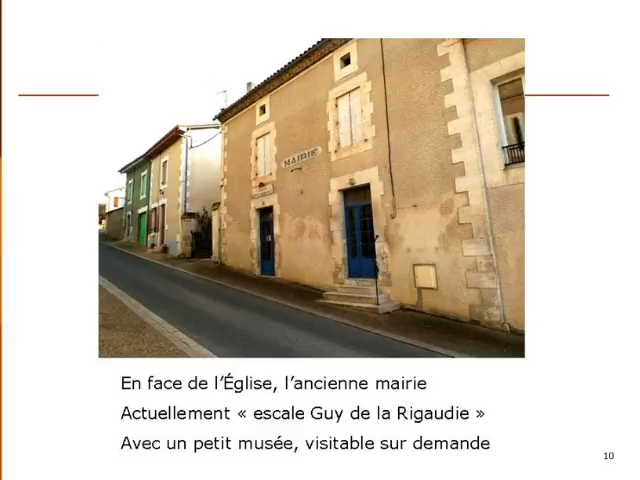 MAIRIE
En face de l’Église, l’ancienne mairie
Actuellement « escale Guy de la Rigaudie »
Avec un petit musée, visitable sur demande
10